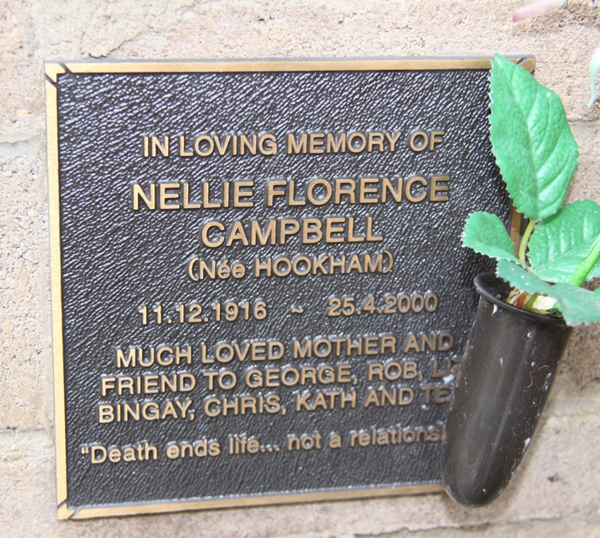 IN LOVING MEMORY OF
NELLIE FLORENCE
CAMPBELL
(Née HOOKHAM)
11.12.1916 ~ 25.4.2000
MUCH LOVED MOTHER AND
FRIEND TO GEORGE, ROB,
BINGAY, CHRIS, KATH AND
"Death ends life... not a